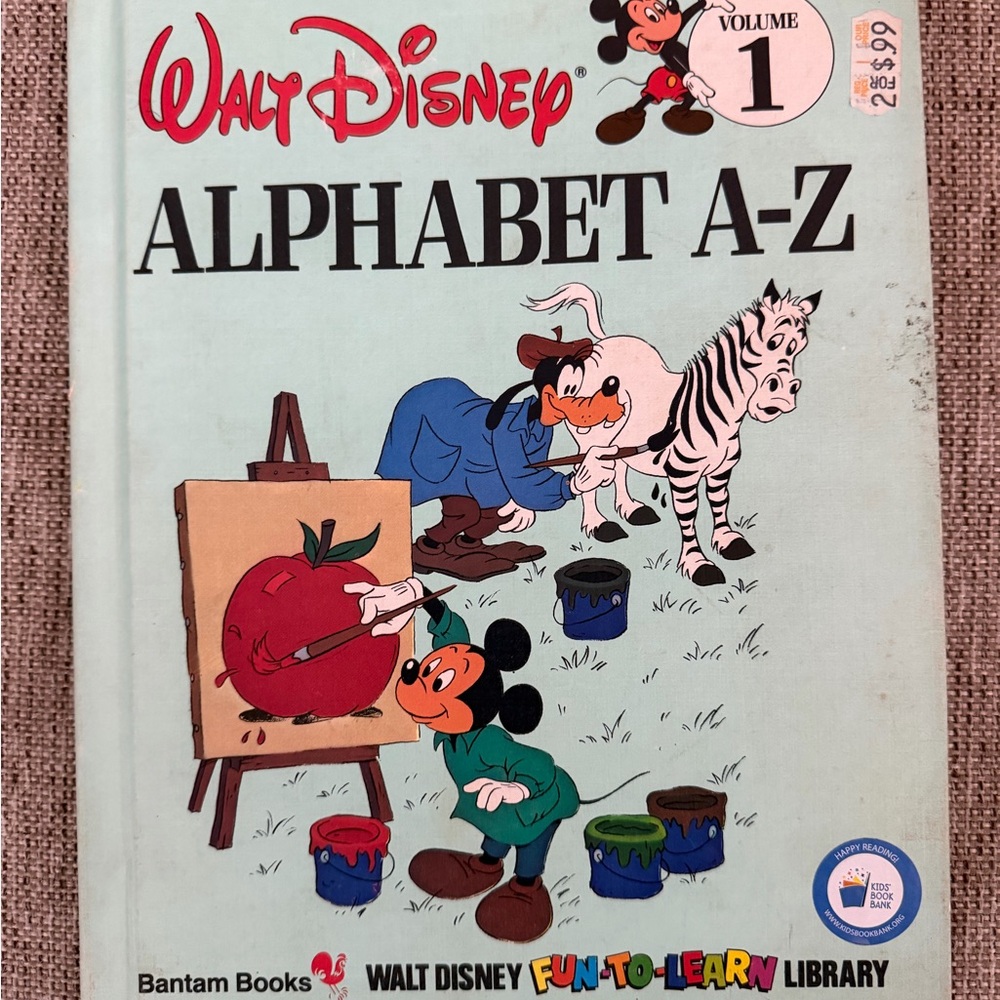 WALT DISNEY®
VOLUME
1
2 FOR $.99
ALPHABET A-Z
HAPPY READING!
KIDS'
BOOK
BANK
WWW.KIDSBOOKBANK.ORG
Bantam Books
WALT DISNEY FUN-TO-LEARN LIBRARY